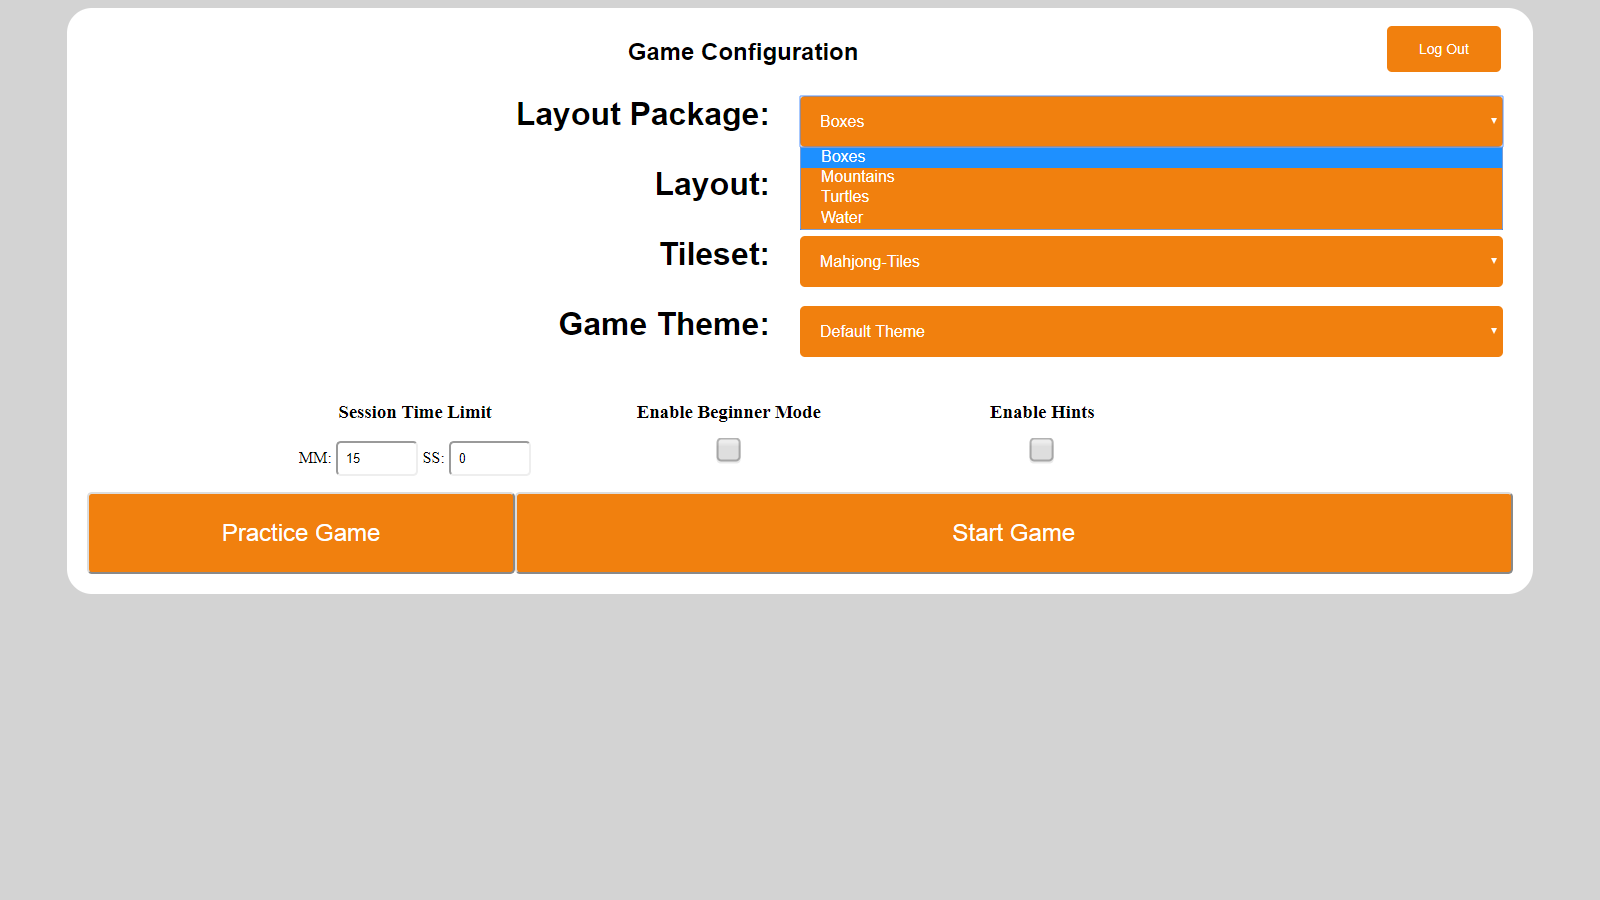 Game Configuration
Log Out
Layout Package:
Boxes
Boxes
Mountains
Turtles
Water
Layout:
Tileset:
Mahjong-Tiles
Game Theme:
Default Theme
Session Time Limit
Enable Beginner Mode
Enable Hints
MM: 15 SS: 0
Practice Game
Start Game